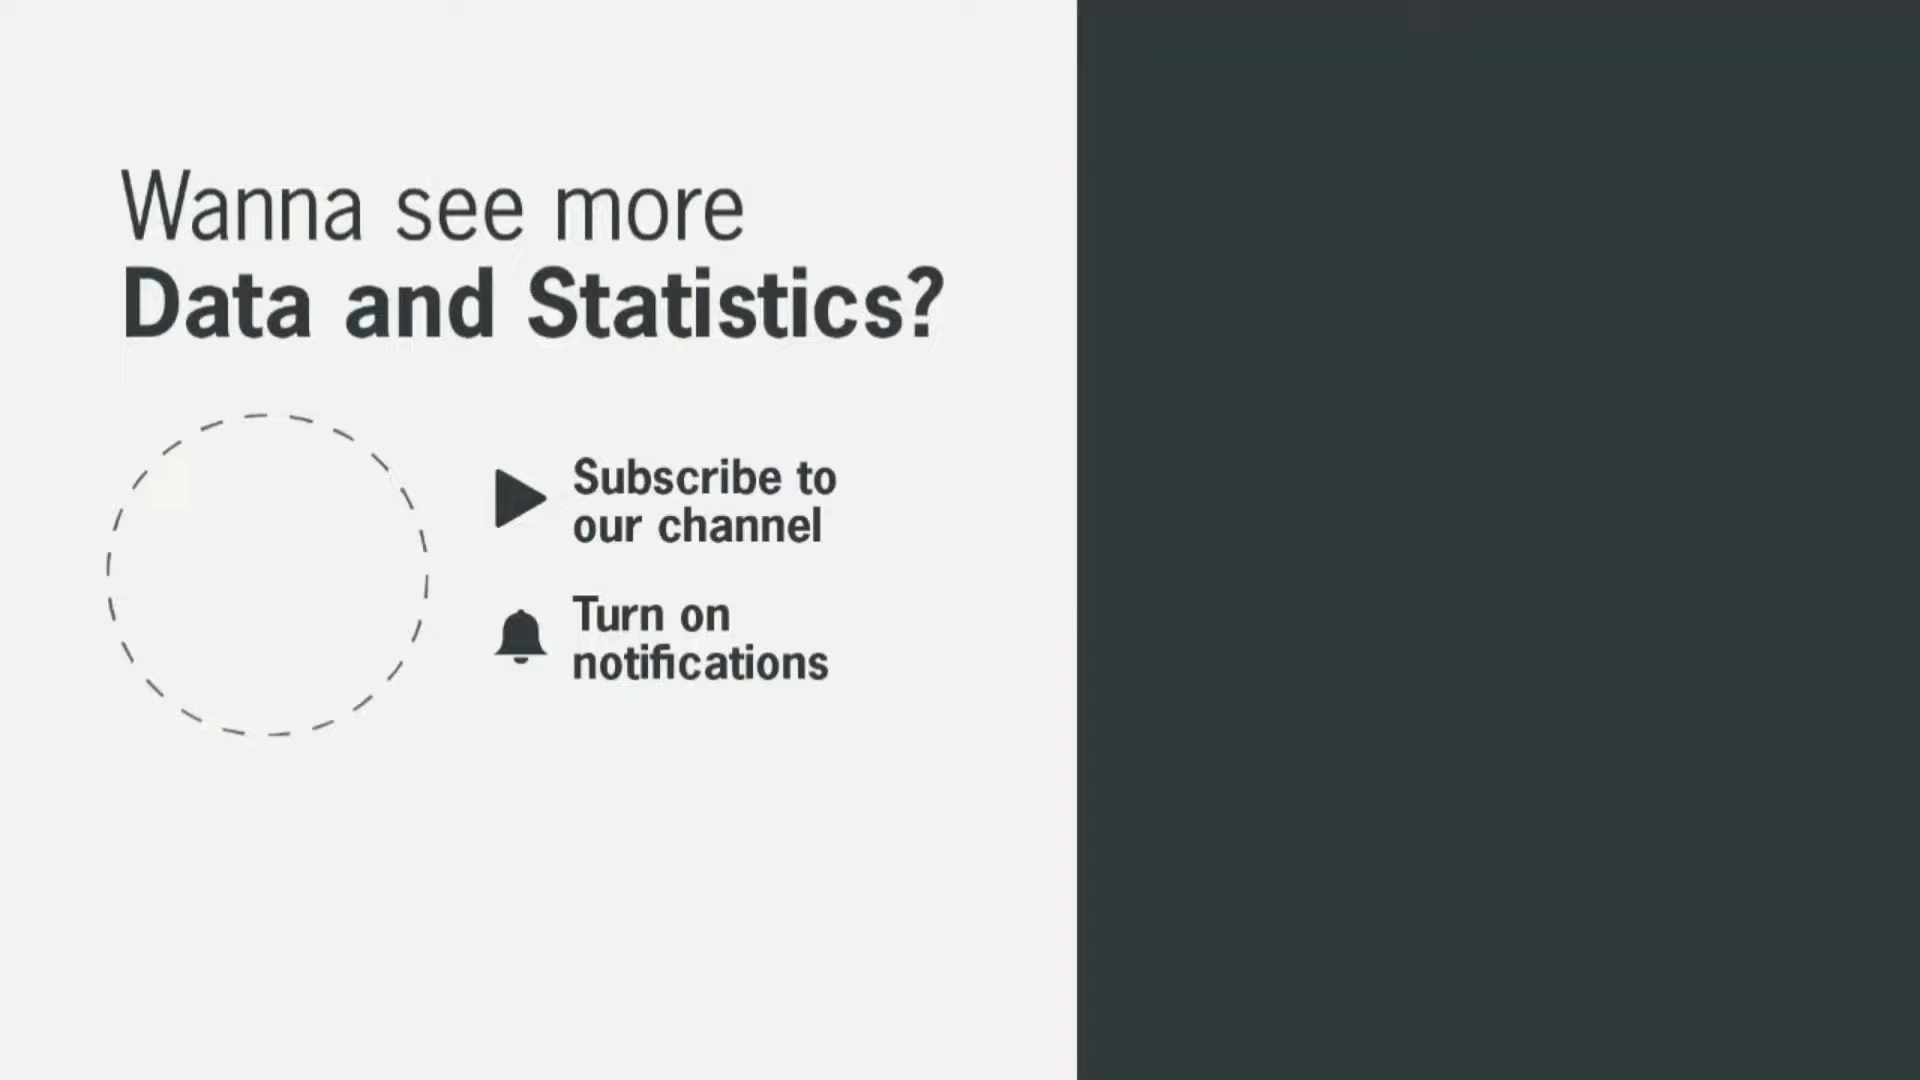 Wanna see more
Data and Statistics?
Subscribe to
our channel
Turn on
notifications